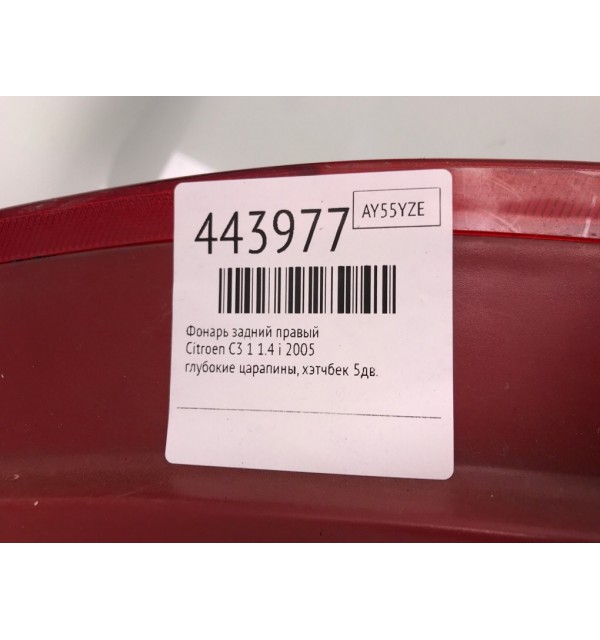 443977
AY55YZE
Фонарь задний правый
Citroen C3 1 1.4 i 2005
глубокие царапины, хэтчбек 5дв.